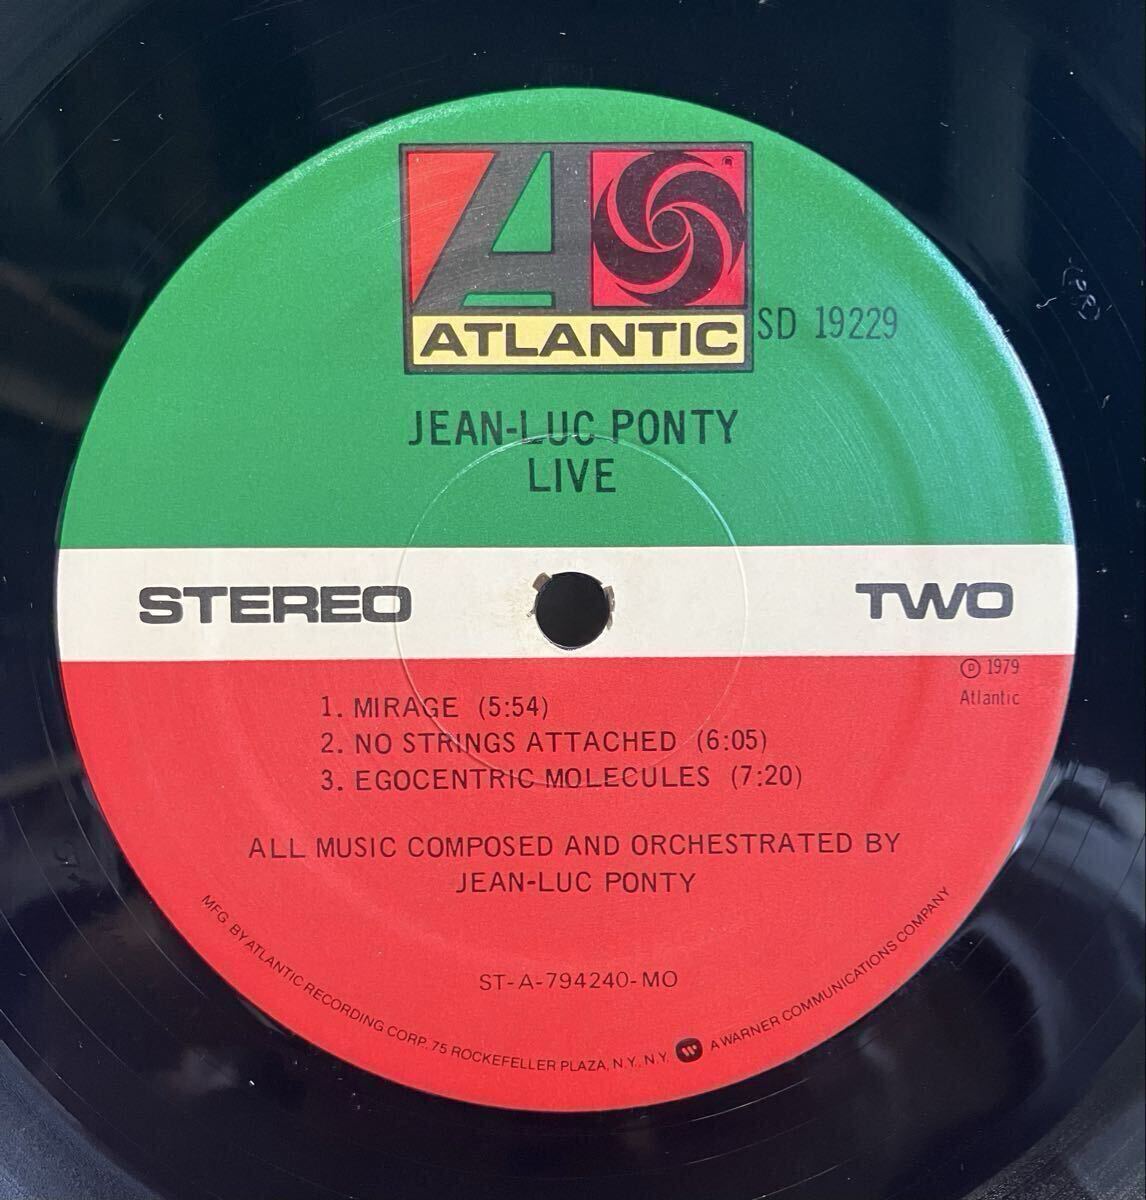 ATLANTIC
SD 19229
JEAN-LUC PONTY
LIVE
STEREO
TWO
℗ 1979
Atlantic
1. MIRAGE (5:54)
2. NO STRINGS ATTACHED (6:05)
3. EGOCENTRIC MOLECULES (7:20)
ALL MUSIC COMPOSED AND ORCHESTRATED BY
JEAN-LUC PONTY
ST-A-794240-MO
MFG BY ATLANTIC RECORDING CORP. 75 ROCKEFELLER PLAZA, N.Y., N.Y. A WARNER COMMUNICATIONS COMPANY